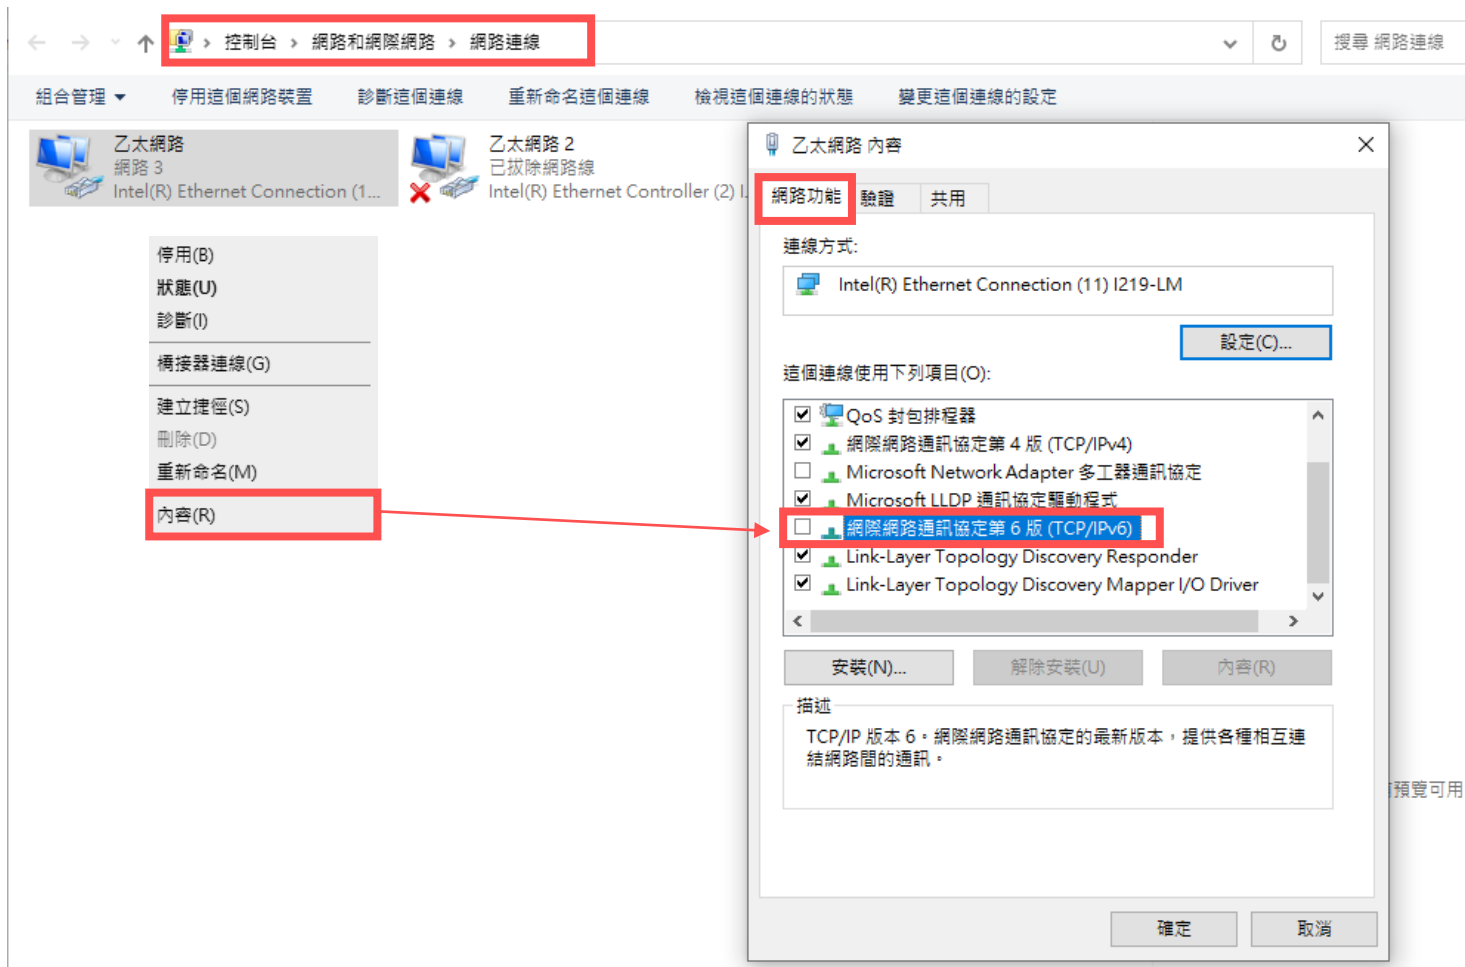 控制台 › 網路和網際網路 › 網路連線
搜尋 網路連線
組合管理 停用這個網路裝置 診斷這個連線 重新命名這個連線 檢視這個連線的狀態 變更這個連線的設定
乙太網路
網路 3
Intel(R) Ethernet Connection (1...
乙太網路 2
已拔除網路線
Intel(R) Ethernet Controller (2) I...
停用(B)
狀態(U)
診斷(I)
橋接器連線(G)
建立捷徑(S)
刪除(D)
重新命名(M)
內容(R)
乙太網路 內容
網路功能 驗證 共用
連線方式:
Intel(R) Ethernet Connection (11) I219-LM
設定(C)...
這個連線使用下列項目(O):
QoS 封包排程器
網際網路通訊協定第 4 版 (TCP/IPv4)
Microsoft Network Adapter 多工器通訊協定
Microsoft LLDP 通訊協定驅動程式
網際網路通訊協定第 6 版 (TCP/IPv6)
Link-Layer Topology Discovery Responder
Link-Layer Topology Discovery Mapper I/O Driver
安裝(N)... 解除安裝(U) 內容(R)
描述
TCP/IP 版本 6。網際網路通訊協定的最新版本，提供各種相互連
結網路間的通訊。
預覽可用
確定 取消